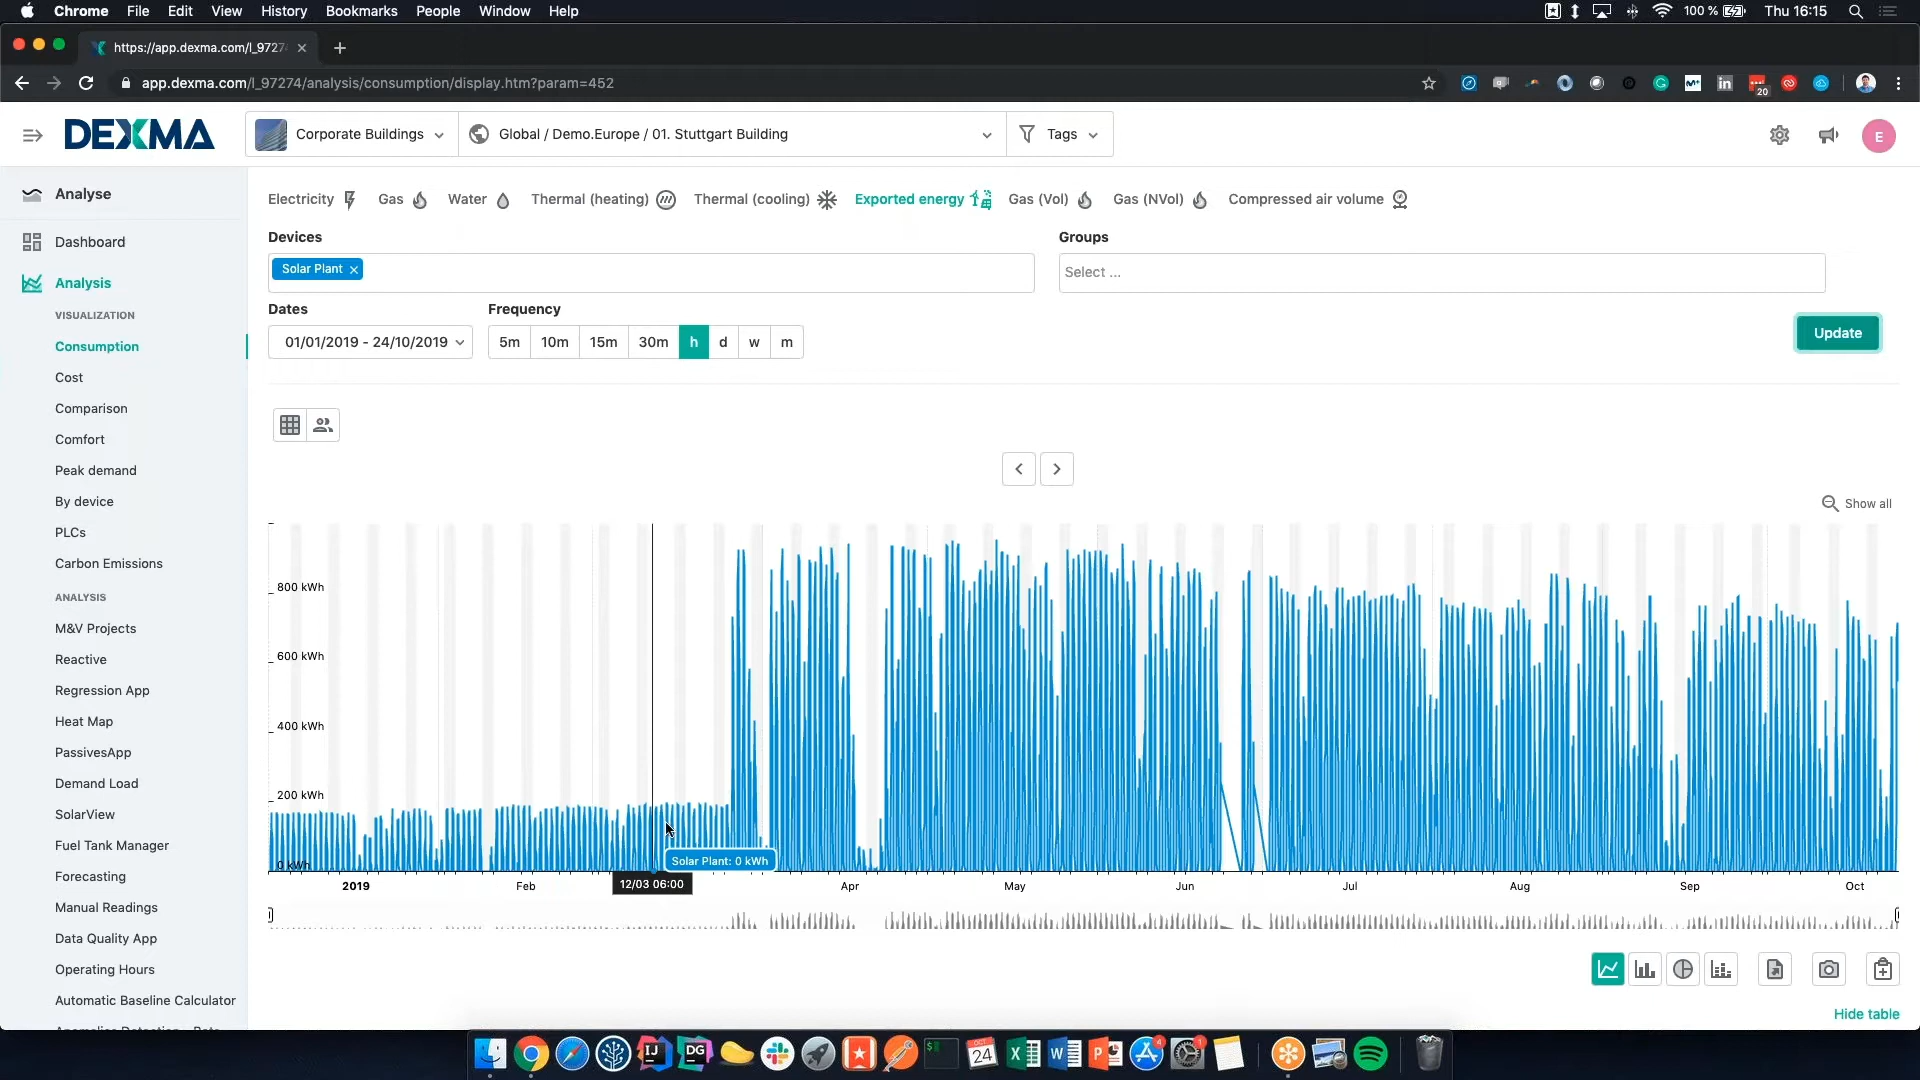 Chrome File Edit View History Bookmarks People Window Help 100 % Thu 16:15
https://app.dexma.com/l_9727
app.dexma.com/l_97274/analysis/consumption/display.htm?param=452
20
DEXMA Corporate Buildings Global / Demo.Europe / 01. Stuttgart Building Tags E
Analyse
Dashboard
Analysis
VISUALIZATION
Consumption
Cost
Comparison
Comfort
Peak demand
By device
PLCs
Carbon Emissions
ANALYSIS
M&V Projects
Reactive
Regression App
Heat Map
PassivesApp
Demand Load
SolarView
Fuel Tank Manager
Forecasting
Manual Readings
Data Quality App
Operating Hours
Automatic Baseline Calculator
Electricity Gas Water Thermal (heating) Thermal (cooling) Exported energy Gas (Vol) Gas (NVol) Compressed air volume
Devices Groups
Solar Plant Select ...
Dates Frequency
01/01/2019 - 24/10/2019 5m 10m 15m 30m h d w m Update
Show all
800 kWh
600 kWh
400 kWh
200 kWh
0 kWh
Solar Plant: 0 kWh
12/03 06:00
2019 Feb Apr May Jun Jul Aug Sep Oct
Hide table
IJ DG $ OCT 24 X W P 4 1